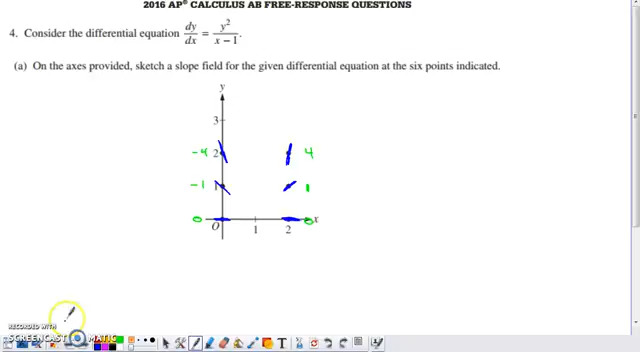 2016 AP® CALCULUS AB FREE-RESPONSE QUESTIONS
4. Consider the differential equation dy/dx = y²/(x − 1).
(a) On the axes provided, sketch a slope field for the given differential equation at the six points indicated.
y
3
-4 2 4
-1 1 1
0 0 x
O 1 2
RECORDED WITH
SCREENCAST MATIC
T